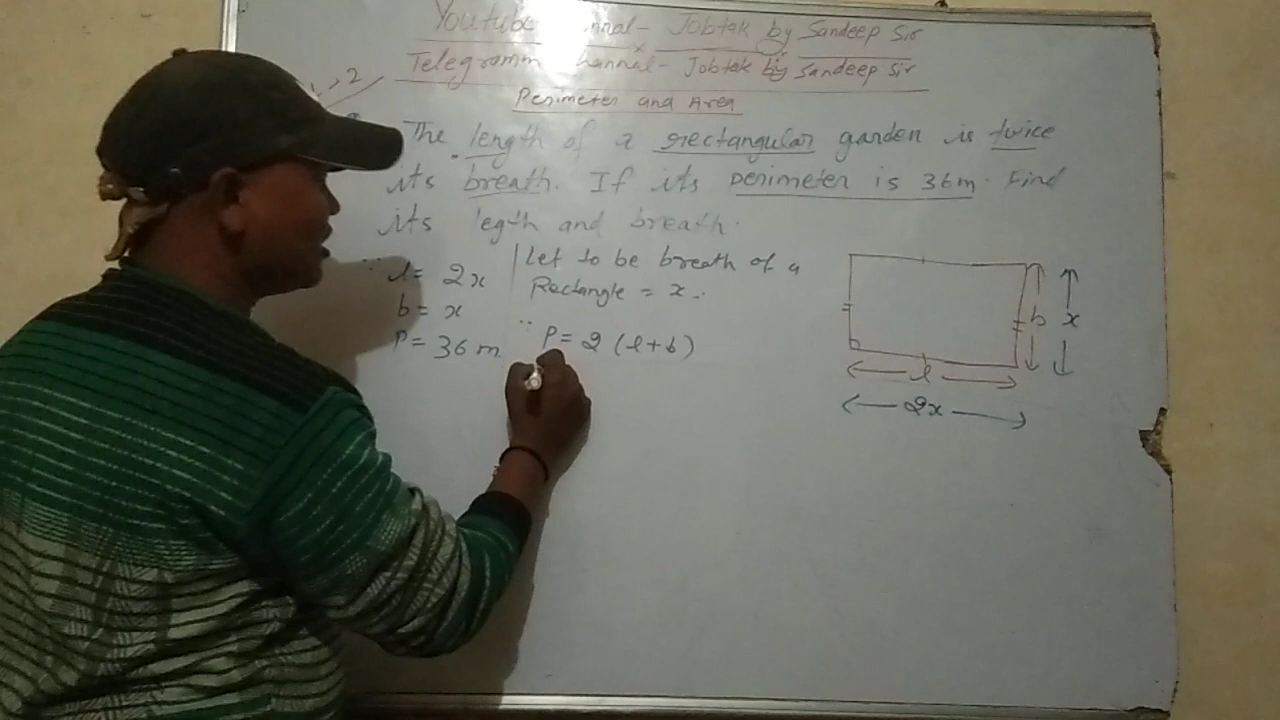 Youtube nnal- Jobtak by Sandeep Sir
Telegramm hannal- Jobtak by Sandeep Sir
2
Perimeter and Area
The length of a rectangular garden is twice
its breath. If its perimeter is 36m. Find
its legth and breath.
∵ l = 2x
b = x
P = 36 m
Let to be breath of a
Rectangle = x.
∵ P = 2 (l+b)
b
x
l
2x